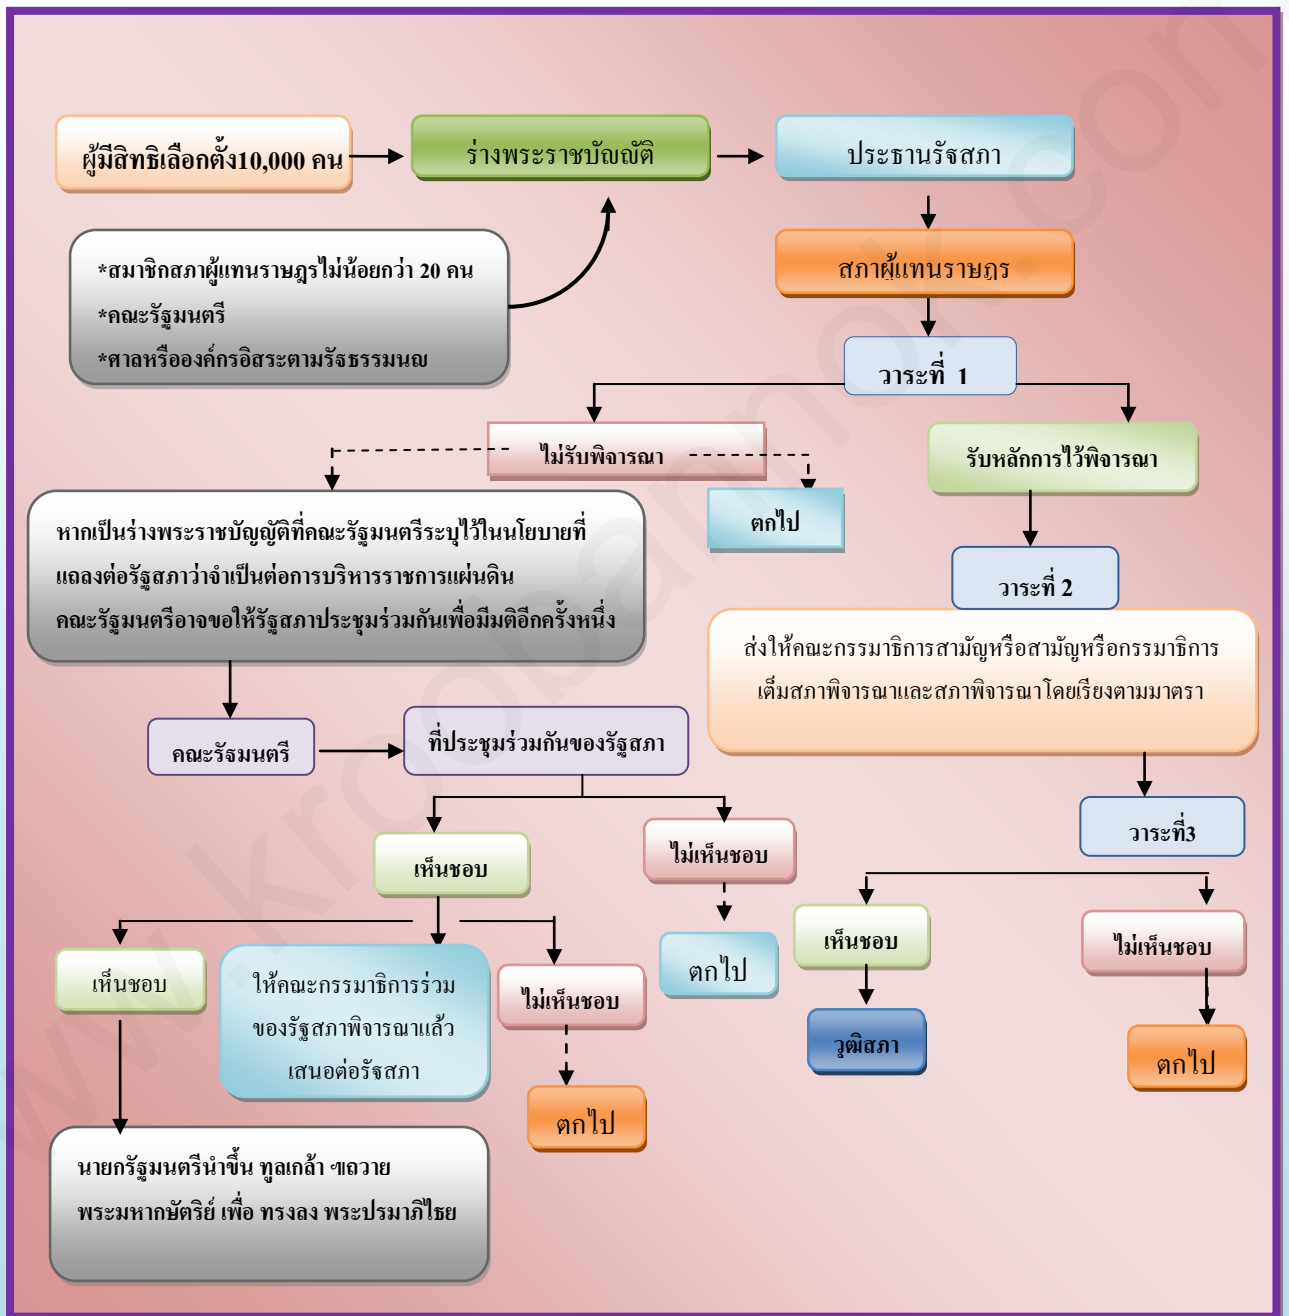 ผู้มีสิทธิเลือกตั้ง10,000 คน
ร่างพระราชบัญญัติ
ประธานรัฐสภา
*สมาชิกสภาผู้แทนราษฎรไม่น้อยกว่า 20 คน
*คณะรัฐมนตรี
*ศาลหรือองค์กรอิสระตามรัฐธรรมนญ
สภาผู้แทนราษฎร
วาระที่ 1
ไม่รับพิจารณา
รับหลักการไว้พิจารณา
ตกไป
หากเป็นร่างพระราชบัญญัติที่คณะรัฐมนตรีระบุไว้ในนโยบายที่
แถลงต่อรัฐสภาว่าจำเป็นต่อการบริหารราชการแผ่นดิน
คณะรัฐมนตรีอาจขอให้รัฐสภาประชุมร่วมกันเพื่อมีมติอีกครั้งหนึ่ง
วาระที่ 2
ส่งให้คณะกรรมาธิการสามัญหรือสามัญหรือกรรมาธิการ
เต็มสภาพิจารณาและสภาพิจารณาโดยเรียงตามมาตรา
คณะรัฐมนตรี
ที่ประชุมร่วมกันของรัฐสภา
วาระที่3
เห็นชอบ
ไม่เห็นชอบ
เห็นชอบ
ไม่เห็นชอบ
ตกไป
เห็นชอบ
ให้คณะกรรมาธิการร่วม
ของรัฐสภาพิจารณาแล้ว
เสนอต่อรัฐสภา
ไม่เห็นชอบ
วุฒิสภา
ตกไป
ตกไป
นายกรัฐมนตรีนำขึ้น ทูลเกล้า ฯถวาย
พระมหากษัตริย์ เพื่อ ทรงลง พระปรมาภิไธย
www.kroobannok.com